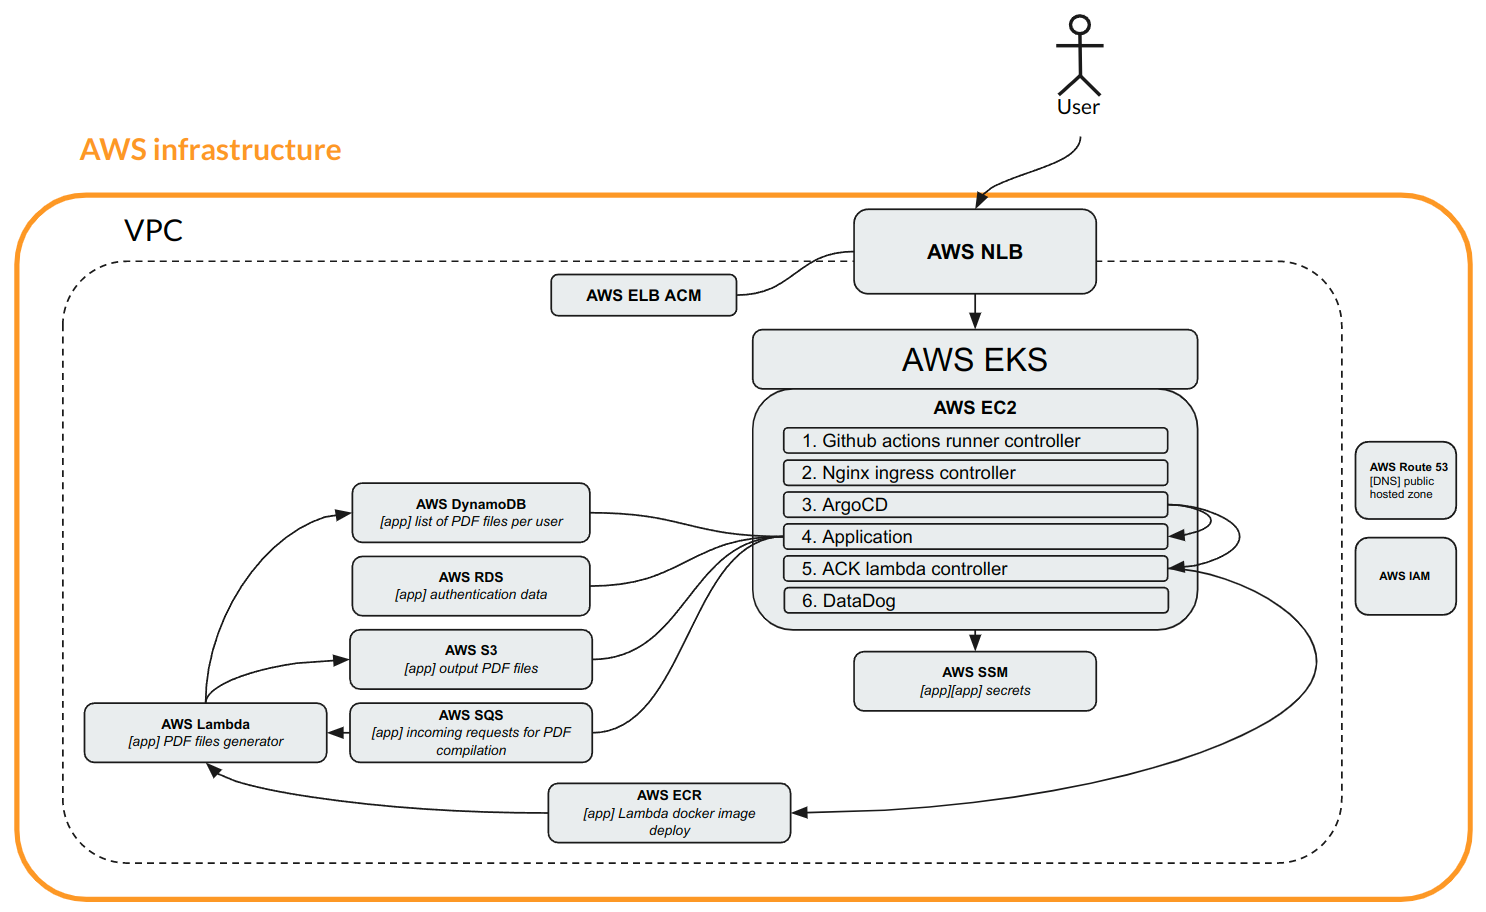 User
AWS infrastructure
VPC
AWS NLB
AWS ELB ACM
AWS EKS
AWS EC2
1. Github actions runner controller
2. Nginx ingress controller
3. ArgoCD
4. Application
5. ACK lambda controller
6. DataDog
AWS Route 53
[DNS] public
hosted zone
AWS IAM
AWS DynamoDB
[app] list of PDF files per user
AWS RDS
[app] authentication data
AWS S3
[app] output PDF files
AWS SSM
[app][app] secrets
AWS Lambda
[app] PDF files generator
AWS SQS
[app] incoming requests for PDF
compilation
AWS ECR
[app] Lambda docker image
deploy